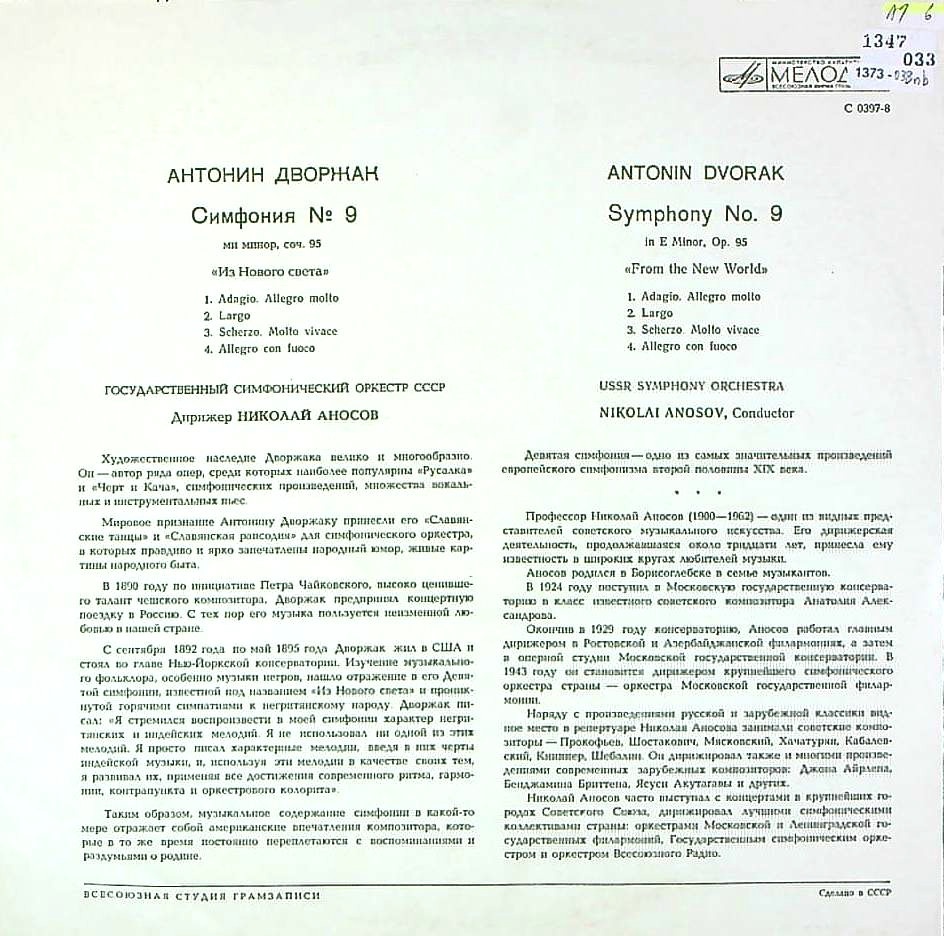 17 6
1347
033
1373 - 033пb
МИНИСТЕРСТВО КУЛЬТУРЫ
МЕЛОД
ВСЕСОЮЗНАЯ ФИРМА ГРАМ
С 0397-8
АНТОНИН ДВОРЖАК
Симфония № 9
ми минор, соч. 95
«Из Нового света»
1. Adagio. Allegro molto
2. Largo
3. Scherzo. Molto vivace
4. Allegro con fuoco
ГОСУДАРСТВЕННЫЙ СИМФОНИЧЕСКИЙ ОРКЕСТР СССР
Дирижер НИКОЛАЙ АНОСОВ
ANTONIN DVORAK
Symphony No. 9
in E Minor, Op. 95
«From the New World»
1. Adagio. Allegro molto
2. Largo
3. Scherzo. Molto vivace
4. Allegro con fuoco
USSR SYMPHONY ORCHESTRA
NIKOLAI ANOSOV, Conductor
Художественное наследие Дворжака велико и многообразно.
Он — автор ряда опер, среди которых наиболее популярны «Русалка»
и «Черт и Кача», симфонических произведений, множества вокаль-
ных и инструментальных пьес.
Мировое признание Антонину Дворжаку принесли его «Славян-
ские танцы» и «Славянская рапсодия» для симфонического оркестра,
в которых правдиво и ярко запечатлены народный юмор, живые кар-
тины народного быта.
В 1890 году по инициативе Петра Чайковского, высоко ценивше-
го талант чешского композитора, Дворжак предпринял концертную
поездку в Россию. С тех пор его музыка пользуется неизменной лю-
бовью в нашей стране.
С сентября 1892 года по май 1895 года Дворжак жил в США и
стоял во главе Нью-Йоркской консерватории. Изучение музыкально-
го фольклора, особенно музыки негров, нашло отражение в его Девя-
той симфонии, известной под названием «Из Нового света» и проник-
нутой горячими симпатиями к негритянскому народу. Дворжак пи-
сал: «Я стремился воспроизвести в моей симфонии характер негри-
тянских и индейских мелодий. Я не использовал ни одной из этих
мелодий. Я просто писал характерные мелодии, введя в них черты
индейской музыки, и, используя эти мелодии в качестве своих тем,
я развивал их, применяя все достижения современного ритма, гармо-
нии, контрапункта и оркестрового колорита».
Таким образом, музыкальное содержание симфонии в какой-то
мере отражает собой американские впечатления композитора, кото-
рые в то же время постоянно переплетаются с воспоминаниями и
раздумьями о родине.
Девятая симфония — одно из самых значительных произведений
европейского симфонизма второй половины XIX века.
* * *
Профессор Николай Аносов (1900—1962) — один из видных пред-
ставителей советского музыкального искусства. Его дирижерская
деятельность, продолжавшаяся около тридцати лет, принесла ему
известность в широких кругах любителей музыки.
Аносов родился в Борисоглебске в семье музыкантов.
В 1924 году поступил в Московскую государственную консерва-
торию в класс известного советского композитора Анатолия Алек-
сандрова.
Окончив в 1929 году консерваторию, Аносов работал главным
дирижером в Ростовской и Азербайджанской филармониях, а затем
в оперной студии Московской государственной консерватории. В
1943 году он становится дирижером крупнейшего симфонического
оркестра страны — оркестра Московской государственной филар-
монии.
Наряду с произведениями русской и зарубежной классики вид-
ное место в репертуаре Николая Аносова занимали советские компо-
зиторы — Прокофьев, Шостакович, Мясковский, Хачатурян, Кабалев-
ский, Книппер, Шебалин. Он дирижировал также и многими произве-
дениями современных зарубежных композиторов: Джона Айрленa,
Бенджамина Бриттена, Ясуси Акутагавы и других.
Николай Аносов часто выступал с концертами в крупнейших го-
родах Советского Союза, дирижировал лучшими симфоническими
коллективами страны: оркестрами Московской и Ленинградской го-
сударственных филармоний, Государственным симфоническим орке-
стром и оркестром Всесоюзного Радио.
ВСЕСОЮЗНАЯ СТУДИЯ ГРАМЗАПИСИ
Сделано в СССР